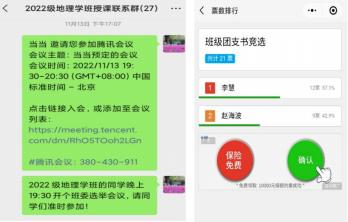 2022级地理学班授课联系群(27)
11月13日 下午17:07
当当 邀请您参加腾讯会议
会议主题: 当当预定的会议
会议时间: 2022/11/13 19:
30-20:30 (GMT+08:00) 中国
标准时间 - 北京
点击链接入会，或添加至会议
列表:
https://meeting.tencent.
com/dm/RhO5TOoh2LGn
#腾讯会议: 380-430-911
2022 级地理学班的同学晚上
19:30 开个班委选举会议, 请同
学们准时参加!
票数排行
班级团支书竞选
共计 21 票
1
李慧
12票 57.1%
2
赵海波
9票 42.9%
保险
免费
确认